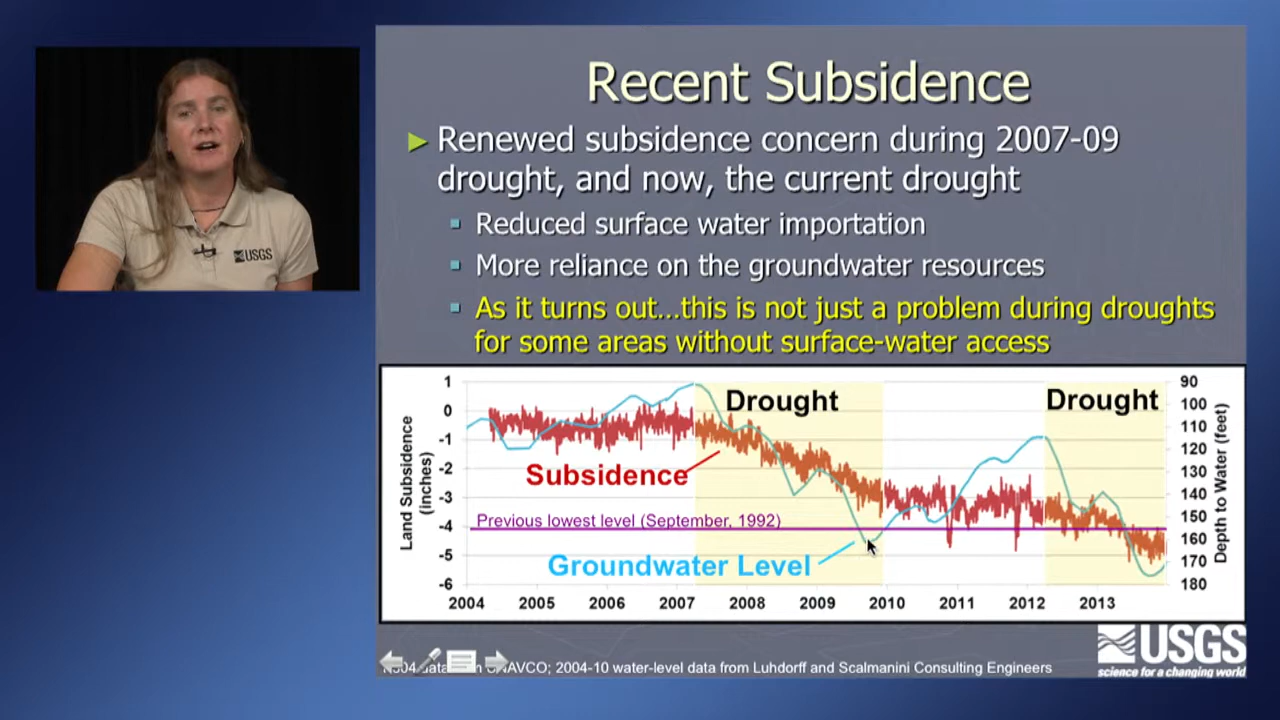 USGS
Recent Subsidence
Renewed subsidence concern during 2007-09
drought, and now, the current drought
Reduced surface water importation
More reliance on the groundwater resources
As it turns out...this is not just a problem during droughts
for some areas without surface-water access
Land Subsidence
(inches)
1
0
-1
-2
-3
-4
-5
-6
Drought
Drought
Subsidence
Previous lowest level (September, 1992)
Groundwater Level
90
100
110
120
130
140
150
160
170
180
Depth to Water (feet)
2004 2005 2006 2007 2008 2009 2010 2011 2012 2013
2004-10 water-level data from Luhdorff and Scalmanini Consulting Engineers
USGS
science for a changing world